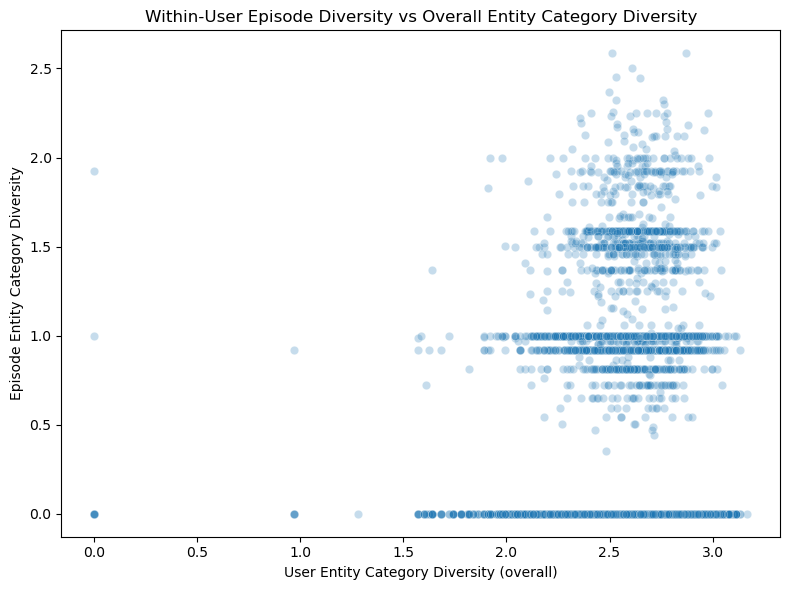 Within-User Episode Diversity vs Overall Entity Category Diversity
Episode Entity Category Diversity
2.5
2.0
1.5
1.0
0.5
0.0
0.0 0.5 1.0 1.5 2.0 2.5 3.0
User Entity Category Diversity (overall)